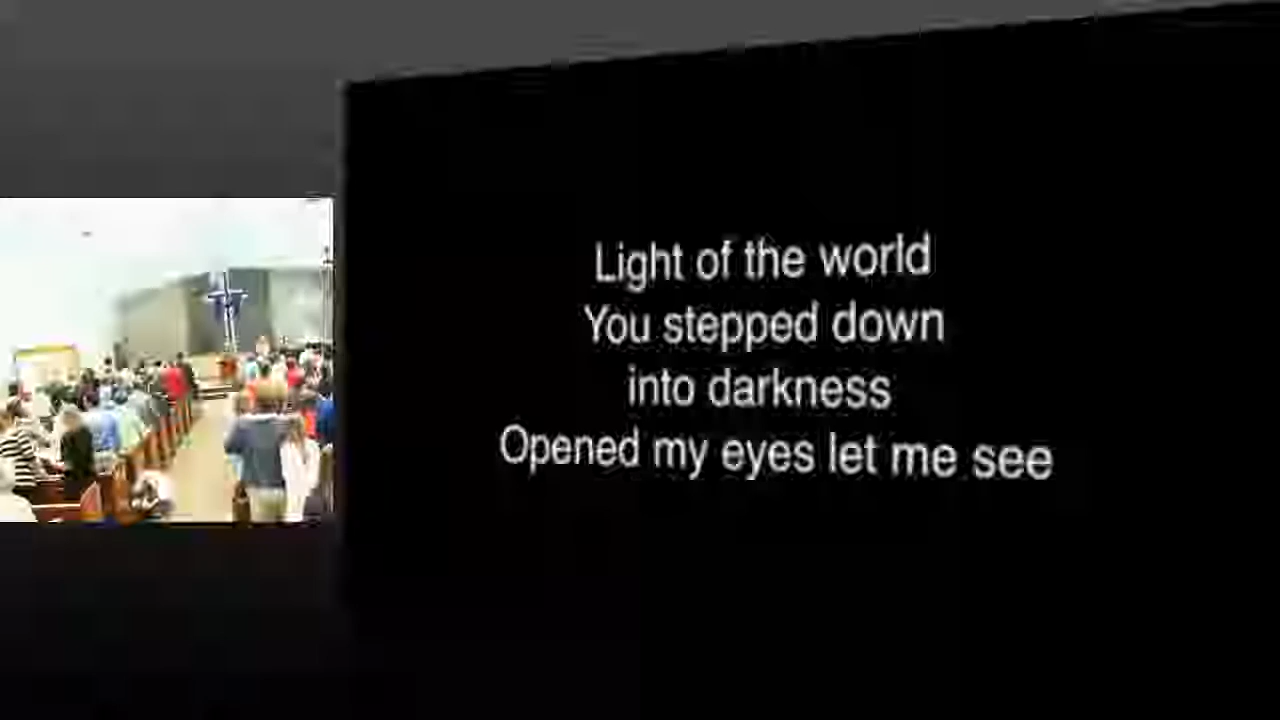 Light of the world
You stepped down
into darkness
Opened my eyes let me see